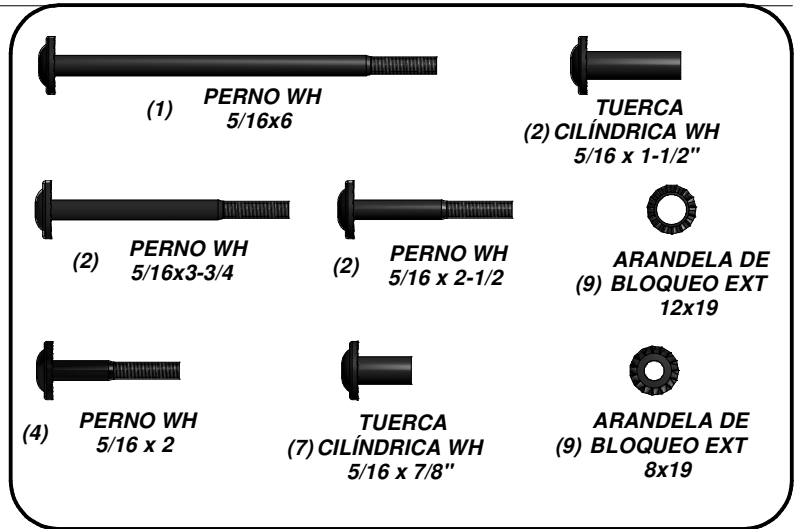 (1) PERNO WH
5/16x6
TUERCA
(2) CILÍNDRICA WH
5/16 x 1-1/2"
(2) PERNO WH
5/16x3-3/4
(2) PERNO WH
5/16 x 2-1/2
ARANDELA DE
(9) BLOQUEO EXT
12x19
(4) PERNO WH
5/16 x 2
TUERCA
(7) CILÍNDRICA WH
5/16 x 7/8"
ARANDELA DE
(9) BLOQUEO EXT
8x19